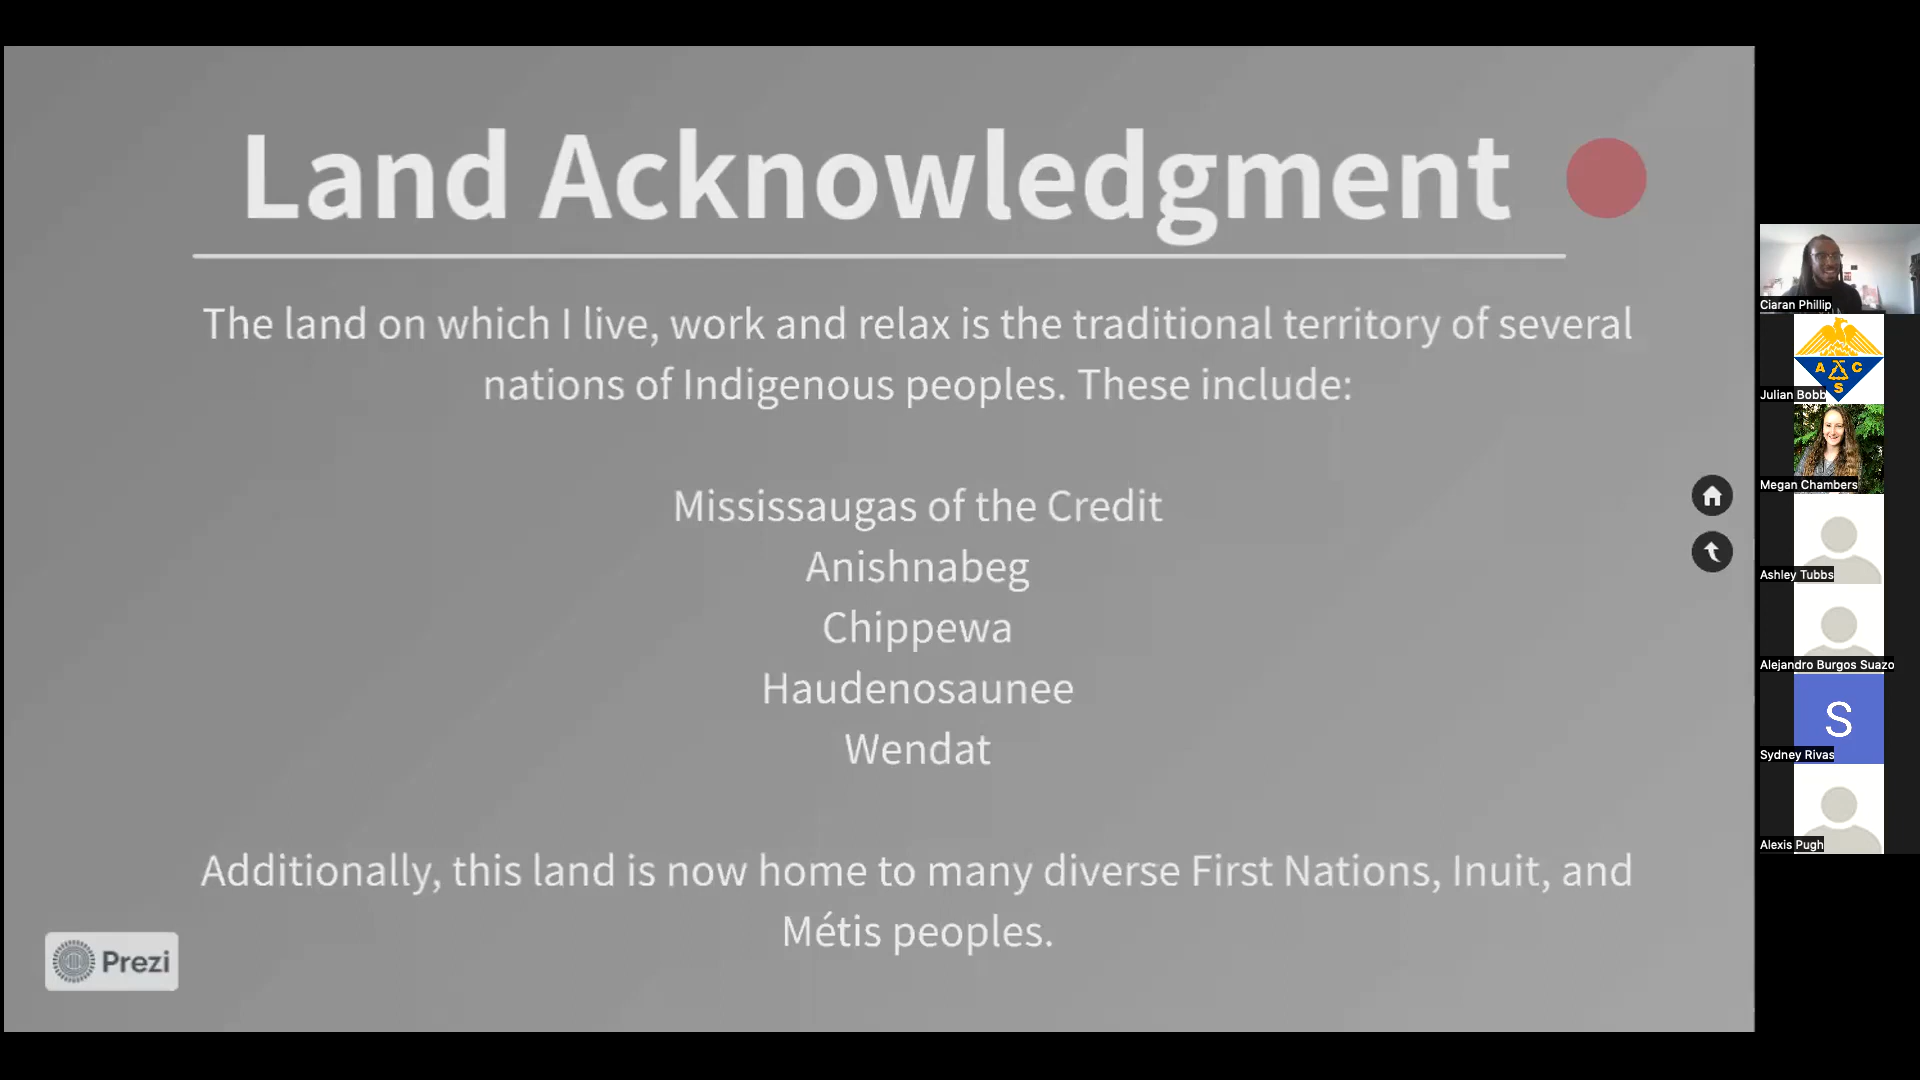 Land Acknowledgment
The land on which I live, work and relax is the traditional territory of several
nations of Indigenous peoples. These include:
Mississaugas of the Credit
Anishnabeg
Chippewa
Haudenosaunee
Wendat
Additionally, this land is now home to many diverse First Nations, Inuit, and
Métis peoples.
Prezi
Ciaran Phillip
A C S
Julian Bobb
Megan Chambers
Ashley Tubbs
Alejandro Burgos Suazo
S
Sydney Rivas
Alexis Pugh